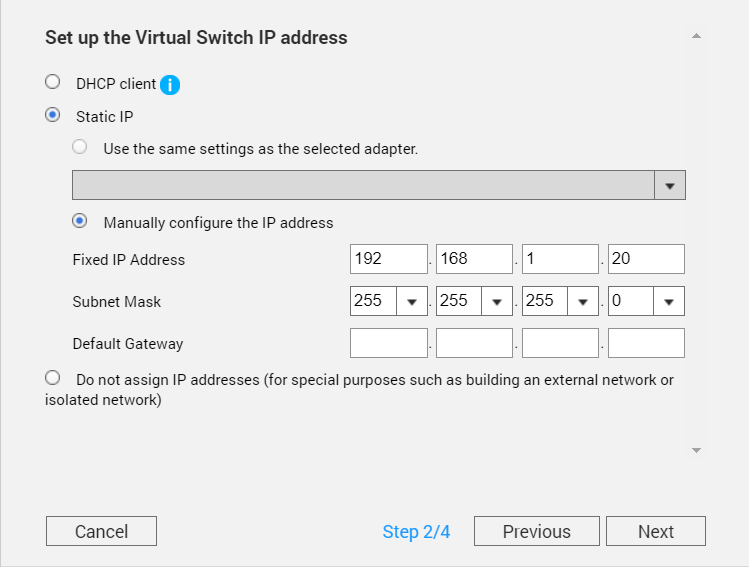 Set up the Virtual Switch IP address
DHCP client i
Static IP
Use the same settings as the selected adapter.
Manually configure the IP address
Fixed IP Address 192 . 168 . 1 . 20
Subnet Mask 255 . 255 . 255 . 0
Default Gateway . . .
Do not assign IP addresses (for special purposes such as building an external network or
isolated network)
Cancel Step 2/4 Previous Next